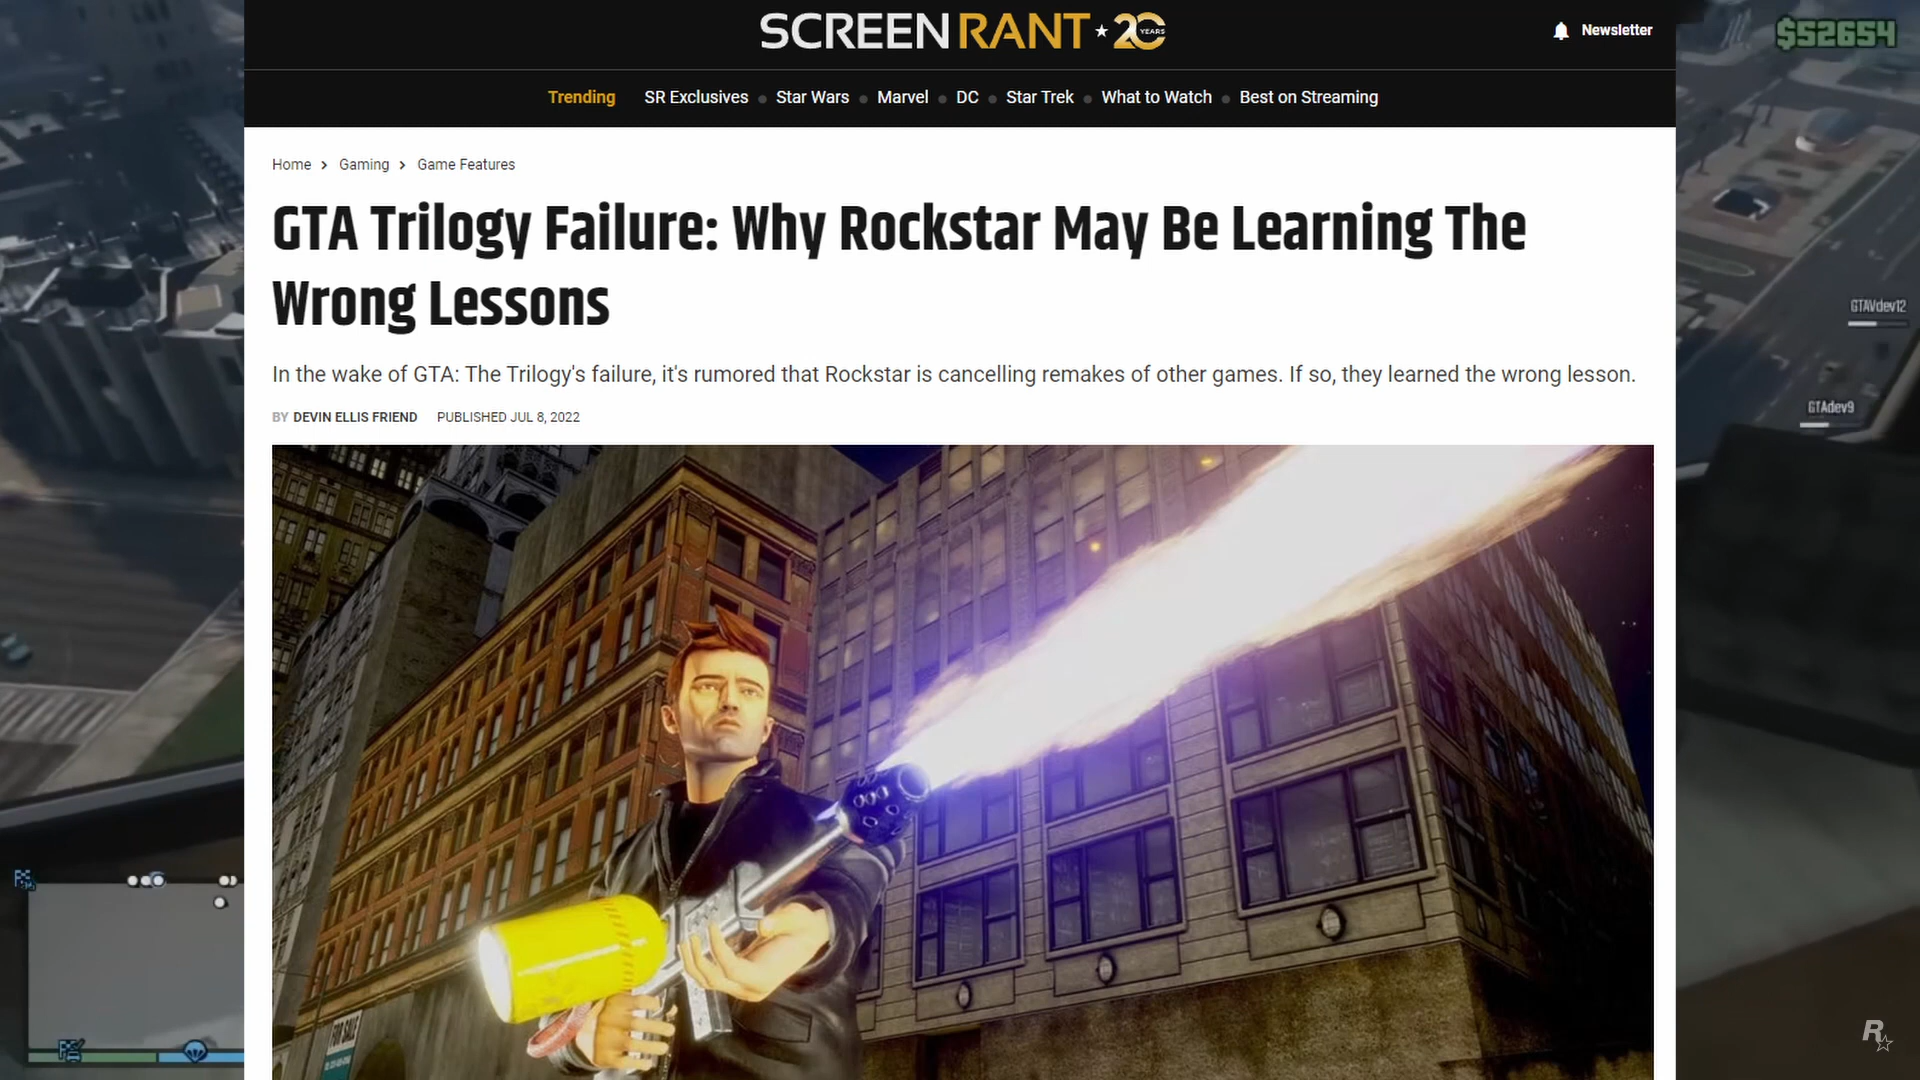 SCREENRANT ★ 20 YEARS
Newsletter
$52654
Trending SR Exclusives Star Wars Marvel DC Star Trek What to Watch Best on Streaming
Home > Gaming > Game Features
GTA Trilogy Failure: Why Rockstar May Be Learning The
Wrong Lessons
In the wake of GTA: The Trilogy's failure, it's rumored that Rockstar is cancelling remakes of other games. If so, they learned the wrong lesson.
BY DEVIN ELLIS FRIEND PUBLISHED JUL 8, 2022
GTAVdev12
GTAdev9
FOR SALE
R